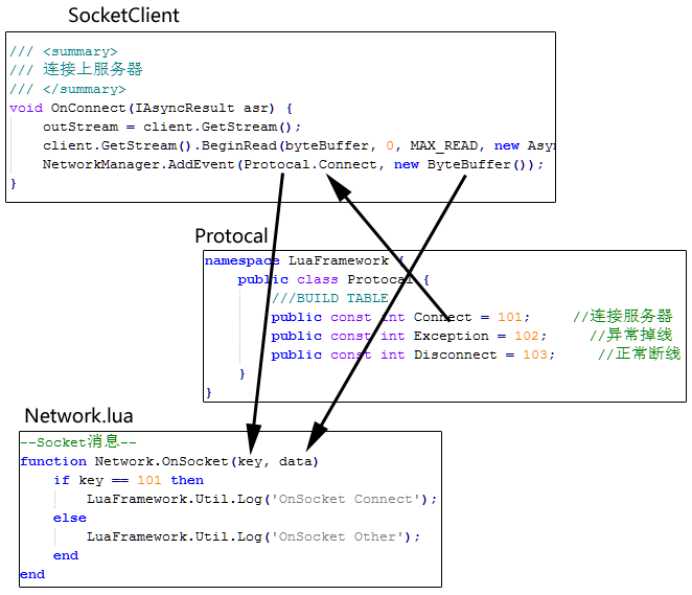 SocketClient
/// <summary>
/// 连接上服务器
/// </summary>
void OnConnect(IAsyncResult asr) {
outStream = client.GetStream();
client.GetStream().BeginRead(byteBuffer, 0, MAX_READ, new Asyn
NetworkManager.AddEvent(Protocal.Connect, new ByteBuffer());
}
Protocal
namespace LuaFramework {
public class Protocal {
///BUILD TABLE
public const int Connect = 101; //连接服务器
public const int Exception = 102; //异常掉线
public const int Disconnect = 103; //正常断线
}
}
Network.lua
--Socket消息--
function Network.OnSocket(key, data)
if key == 101 then
LuaFramework.Util.Log('OnSocket Connect');
else
LuaFramework.Util.Log('OnSocket Other');
end
end